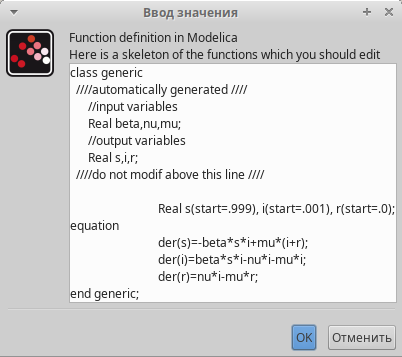 Ввод значения
Function definition in Modelica
Here is a skeleton of the functions which you should edit
class generic
////automatically generated ////
//input variables
Real beta,nu,mu;
//output variables
Real s,i,r;
////do not modif above this line ////
Real s(start=.999), i(start=.001), r(start=.0);
equation
der(s)=-beta*s*i+mu*(i+r);
der(i)=beta*s*i-nu*i-mu*i;
der(r)=nu*i-mu*r;
end generic;
OK Отменить